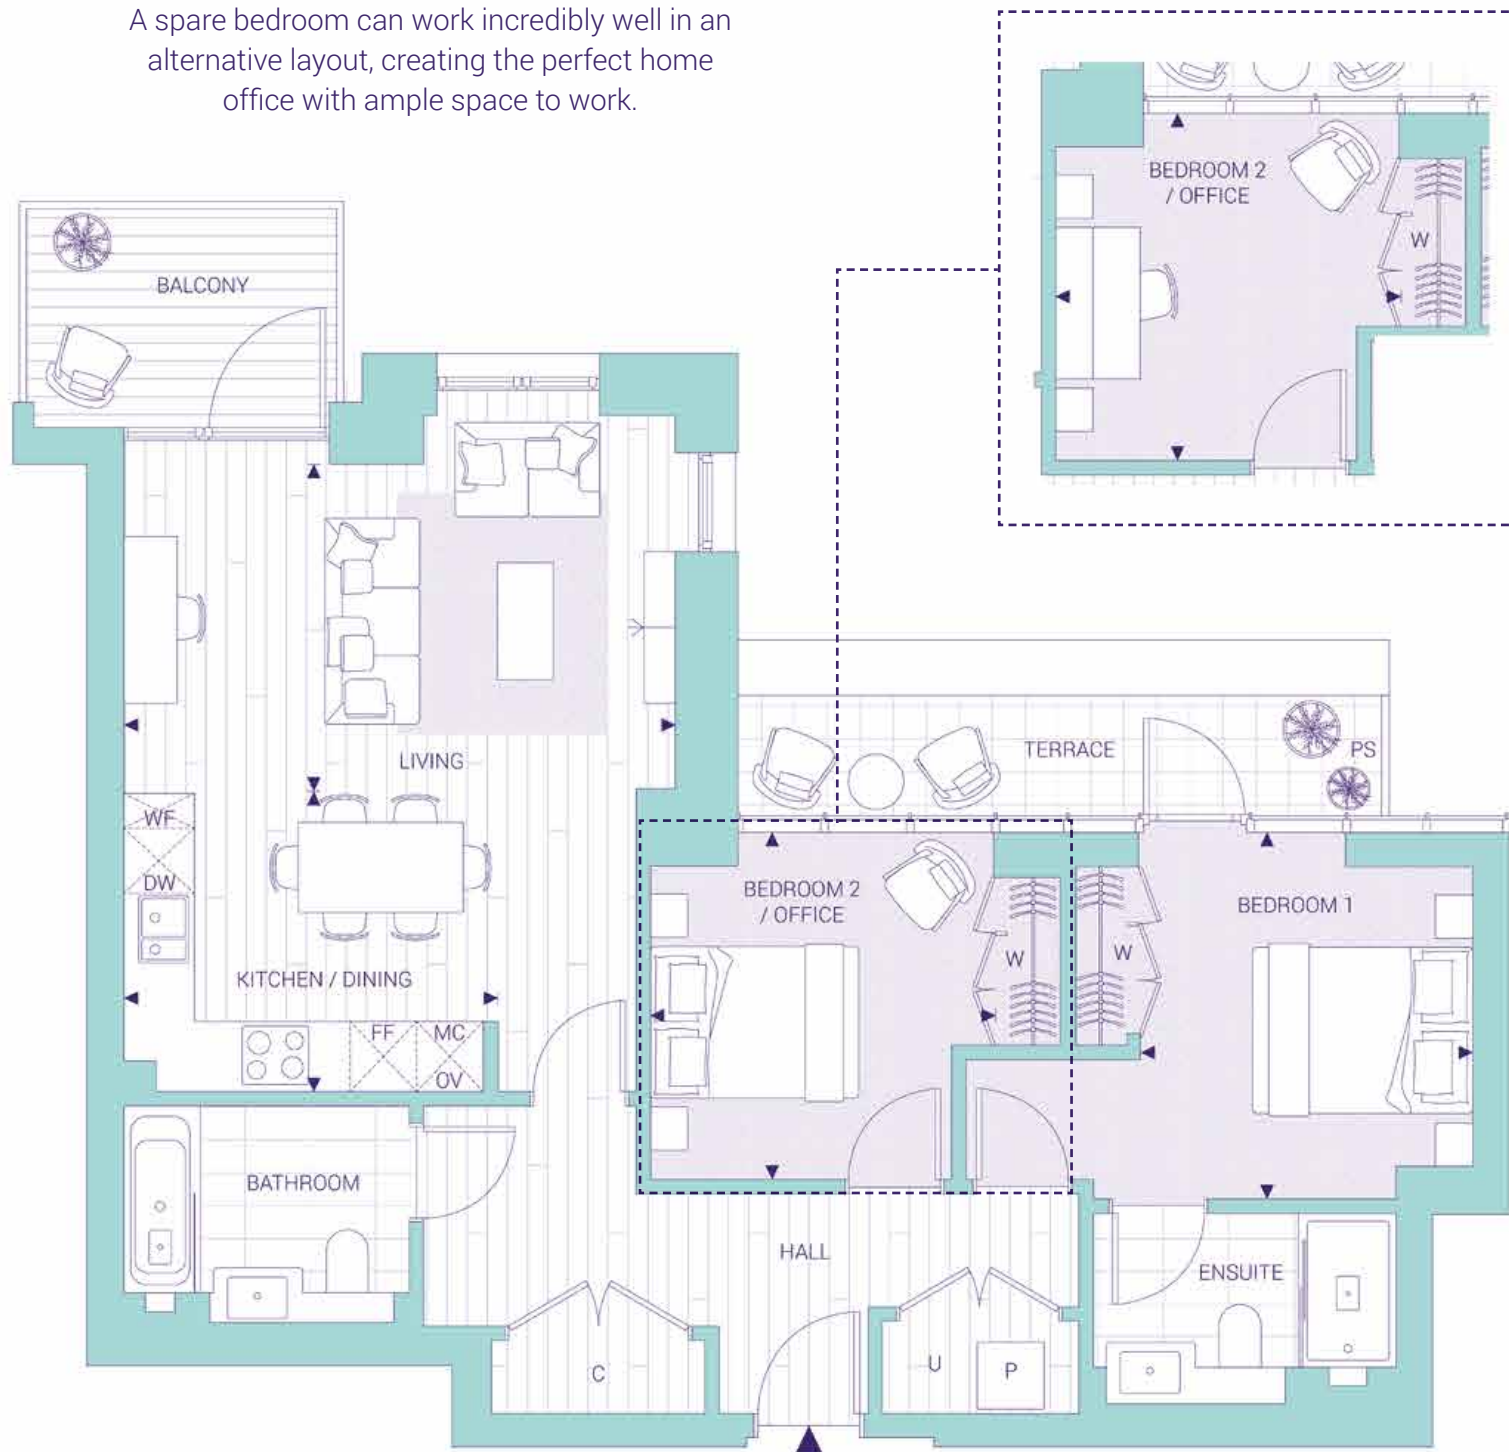 A spare bedroom can work incredibly well in an
alternative layout, creating the perfect home
office with ample space to work.
BEDROOM 2
/ OFFICE
W
BALCONY
LIVING
TERRACE
PS
WF
DW
BEDROOM 2
/ OFFICE
W
W
BEDROOM 1
KITCHEN / DINING
FF
MC
OV
BATHROOM
HALL
ENSUITE
C
U
P